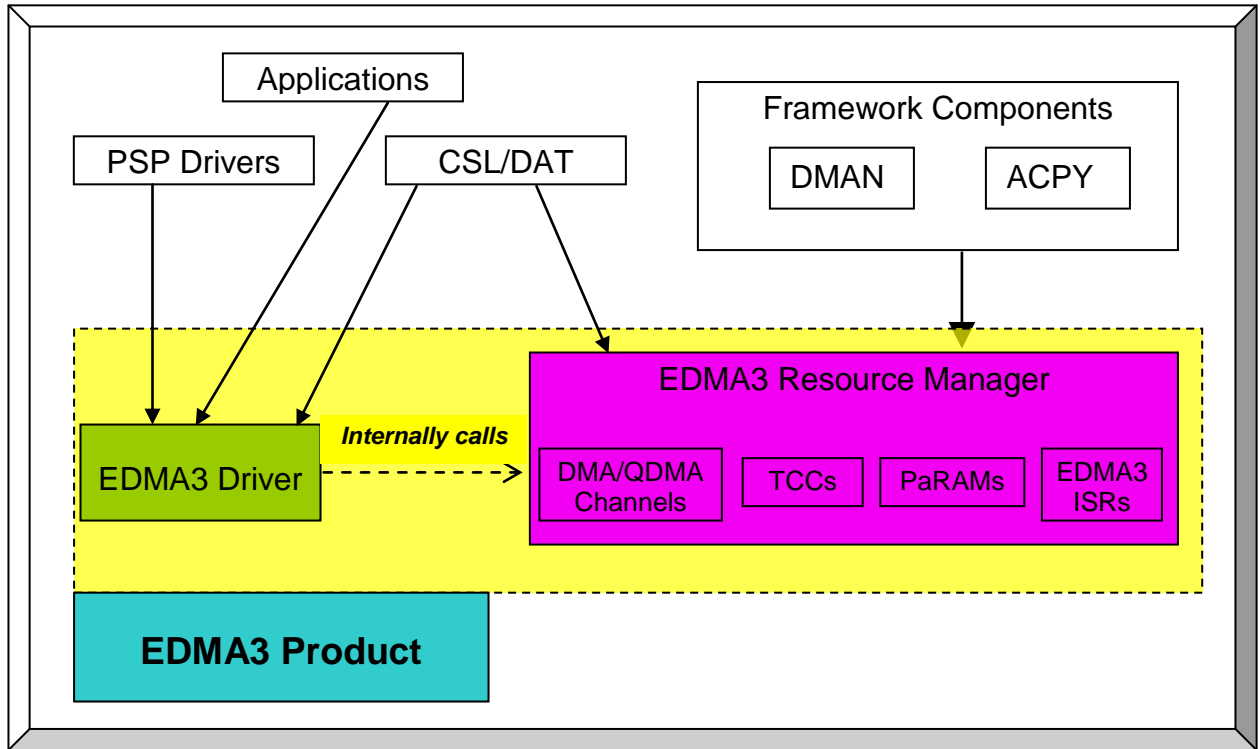 Applications
Framework Components
PSP Drivers
CSL/DAT
DMAN
ACPY
EDMA3 Resource Manager
Internally calls
EDMA3 Driver
DMA/QDMA
Channels
TCCs
PaRAMs
EDMA3
ISRs
EDMA3 Product